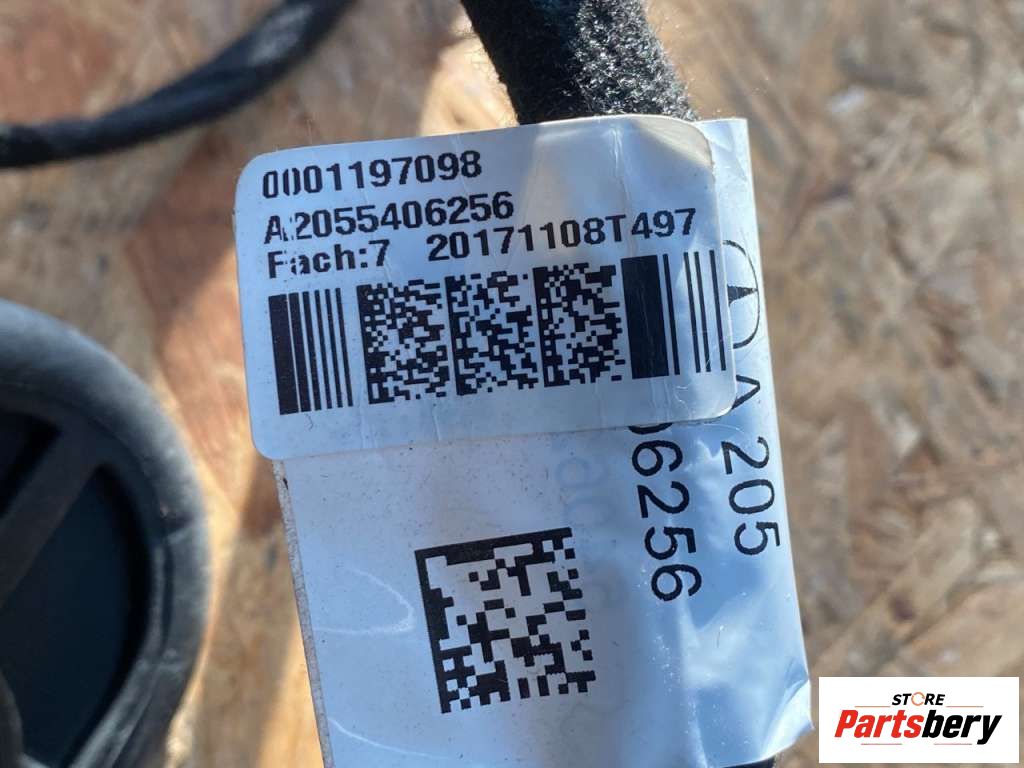 0001197098
A2055406256
Fach:7 20171108T497
A 205
06256
STORE
Partsbery